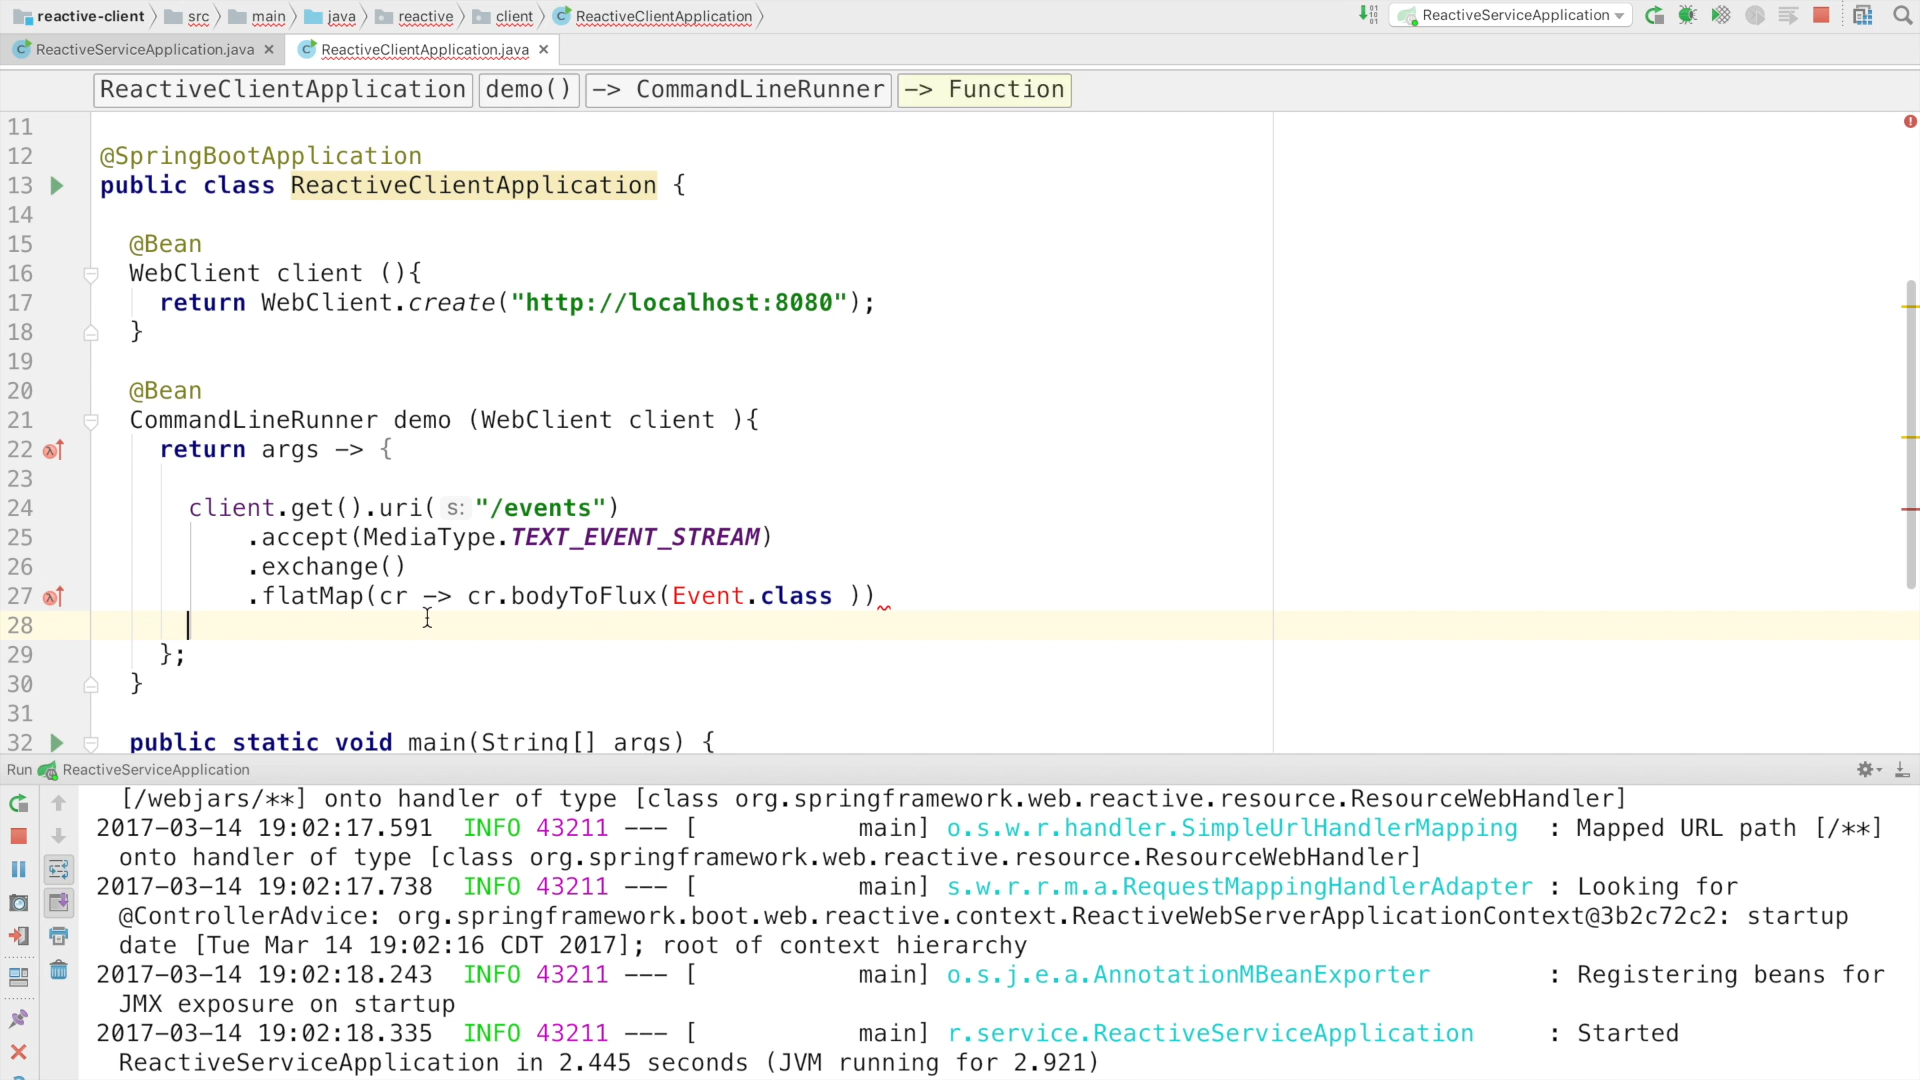 reactive-client src main java reactive client ReactiveClientApplication ReactiveServiceApplication
ReactiveServiceApplication.java ReactiveClientApplication.java
ReactiveClientApplication demo() -> CommandLineRunner -> Function
11
12 @SpringBootApplication
13 public class ReactiveClientApplication {
14
15 @Bean
16 WebClient client (){
17 return WebClient.create("http://localhost:8080");
18 }
19
20 @Bean
21 CommandLineRunner demo (WebClient client ){
22 return args -> {
23
24 client.get().uri( s: "/events")
25 .accept(MediaType.TEXT_EVENT_STREAM)
26 .exchange()
27 .flatMap(cr -> cr.bodyToFlux(Event.class ))
28
29 };
30 }
31
32 public static void main(String[] args) {
Run ReactiveServiceApplication
[/webjars/**] onto handler of type [class org.springframework.web.reactive.resource.ResourceWebHandler]
2017-03-14 19:02:17.591 INFO 43211 --- [ main] o.s.w.r.handler.SimpleUrlHandlerMapping : Mapped URL path [/**]
onto handler of type [class org.springframework.web.reactive.resource.ResourceWebHandler]
2017-03-14 19:02:17.738 INFO 43211 --- [ main] s.w.r.r.m.a.RequestMappingHandlerAdapter : Looking for
@ControllerAdvice: org.springframework.boot.web.reactive.context.ReactiveWebServerApplicationContext@3b2c72c2: startup
date [Tue Mar 14 19:02:16 CDT 2017]; root of context hierarchy
2017-03-14 19:02:18.243 INFO 43211 --- [ main] o.s.j.e.a.AnnotationMBeanExporter : Registering beans for
JMX exposure on startup
2017-03-14 19:02:18.335 INFO 43211 --- [ main] r.service.ReactiveServiceApplication : Started
ReactiveServiceApplication in 2.445 seconds (JVM running for 2.921)